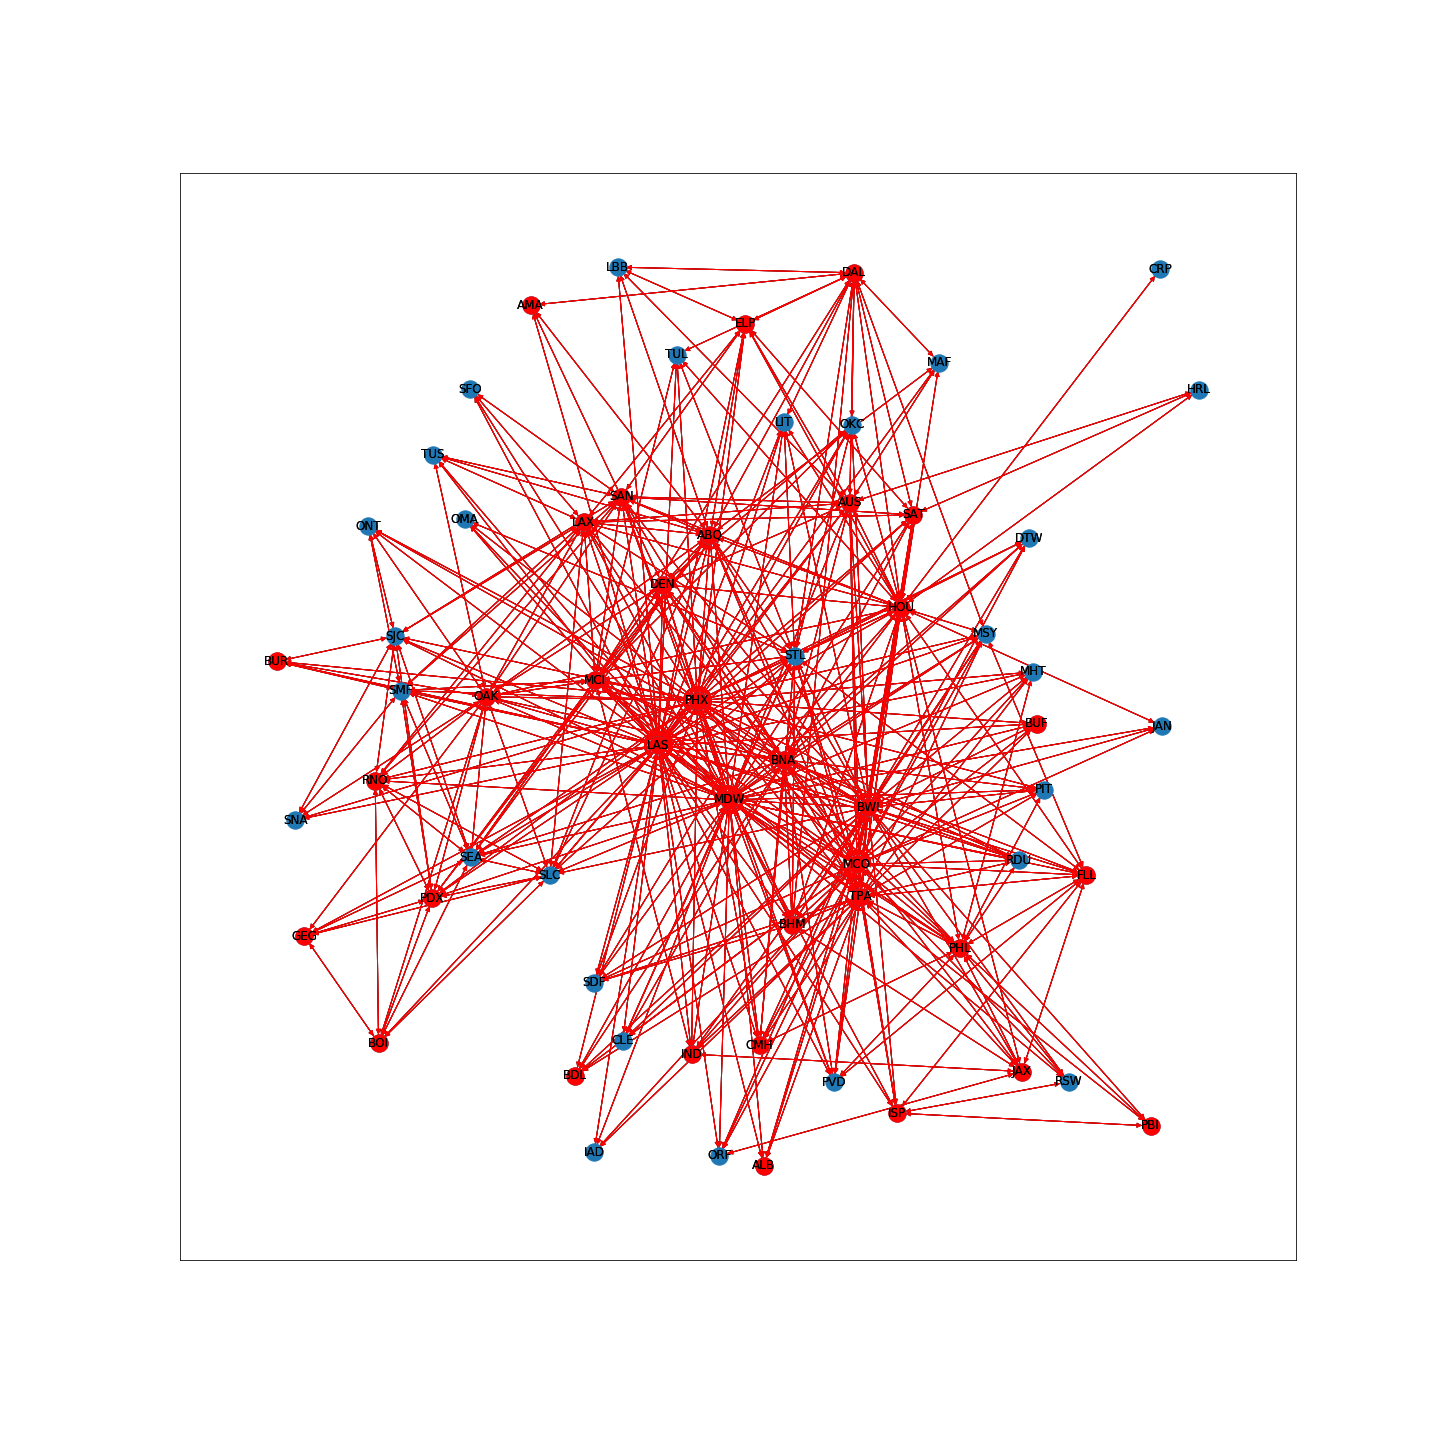 LBB
DAL
CRP
AMA
ELP
TUL
MAF
SFO
HRL
LIT
OKC
TUS
SAN
AUS
SAT
OMA
LAX
ONT
ABQ
DTW
DEN
HOU
SJC
MSY
STL
BUR
MHT
MCI
SMF
OAK
PHX
BUF
JAN
LAS
BNA
RNO
PIT
MDW
BWI
SNA
SEA
RDU
MCO
SLC
FLL
PDX
TPA
BHM
GEG
PHL
SDF
BOI
CLE
CMH
IND
BDL
JAX
PVD
RSW
ISP
PBI
IAD
ORF
ALB